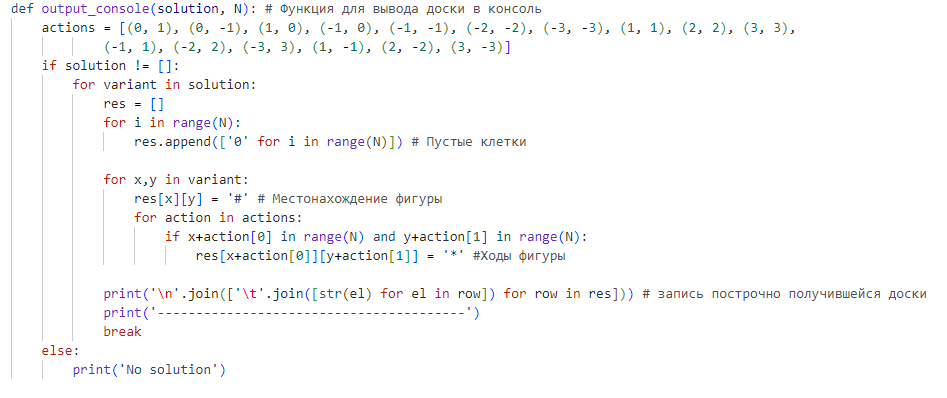 def output_console(solution, N): # Функция для вывода доски в консоль
    actions = [(0, 1), (0, -1), (1, 0), (-1, 0), (-1, -1), (-2, -2), (-3, -3), (1, 1), (2, 2), (3, 3),
            (-1, 1), (-2, 2), (-3, 3), (1, -1), (2, -2), (3, -3)]
    if solution != []:
        for variant in solution:
            res = []
            for i in range(N):
                res.append(['0' for i in range(N)]) # Пустые клетки

            for x,y in variant:
                res[x][y] = '#' # Местонахождение фигуры
                for action in actions:
                    if x+action[0] in range(N) and y+action[1] in range(N):
                        res[x+action[0]][y+action[1]] = '*' #Ходы фигуры

            print('\n'.join(['\t'.join([str(el) for el in row]) for row in res])) # запись построчно получившейся доски
            print('----------------------------------------')
            break
    else:
        print('No solution')